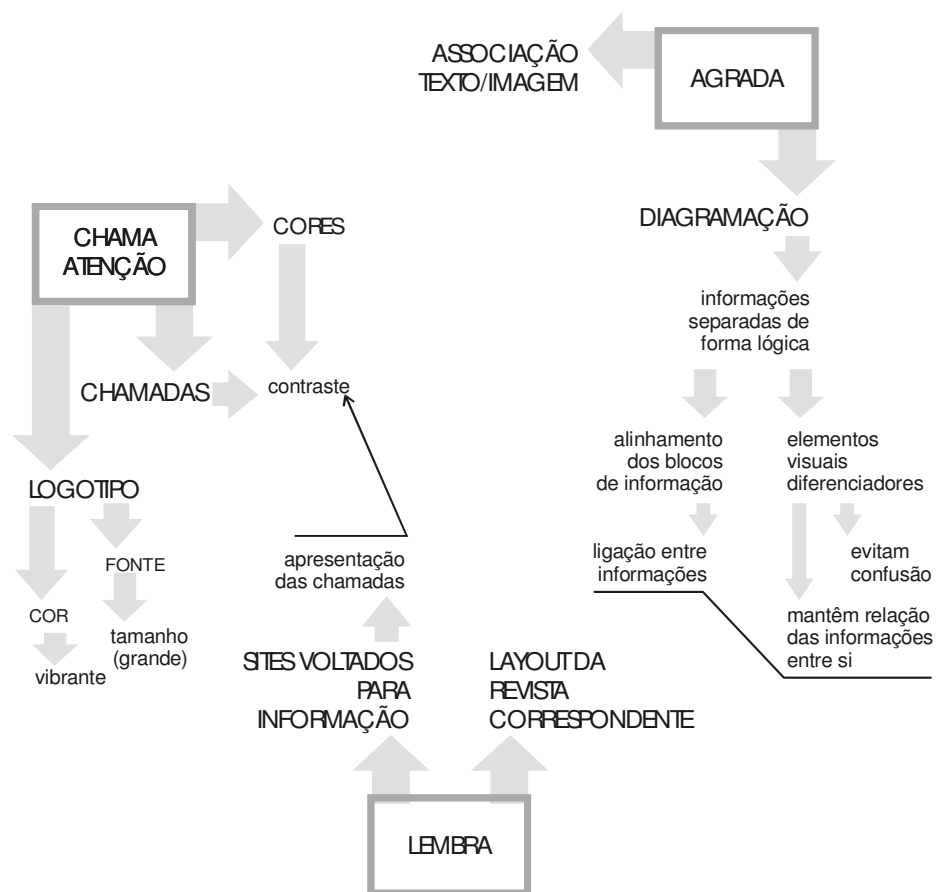 ASSOCIAÇÃO
TEXTO/IMAGEM
AGRADA
DIAGRAMAÇÃO
informações
separadas de
forma lógica
alinhamento
dos blocos
de informação
elementos
visuais
diferenciadores
ligação entre
informações
evitam
confusão
mantêm relação
das informações
entre si
CHAMA
ATENÇÃO
CORES
CHAMADAS
contraste
LOGOTIPO
FONTE
COR
tamanho
(grande)
vibrante
apresentação
das chamadas
SITES VOLTADOS
PARA
INFORMAÇÃO
LAYOUT DA
REVISTA
CORRESPONDENTE
LEMBRA